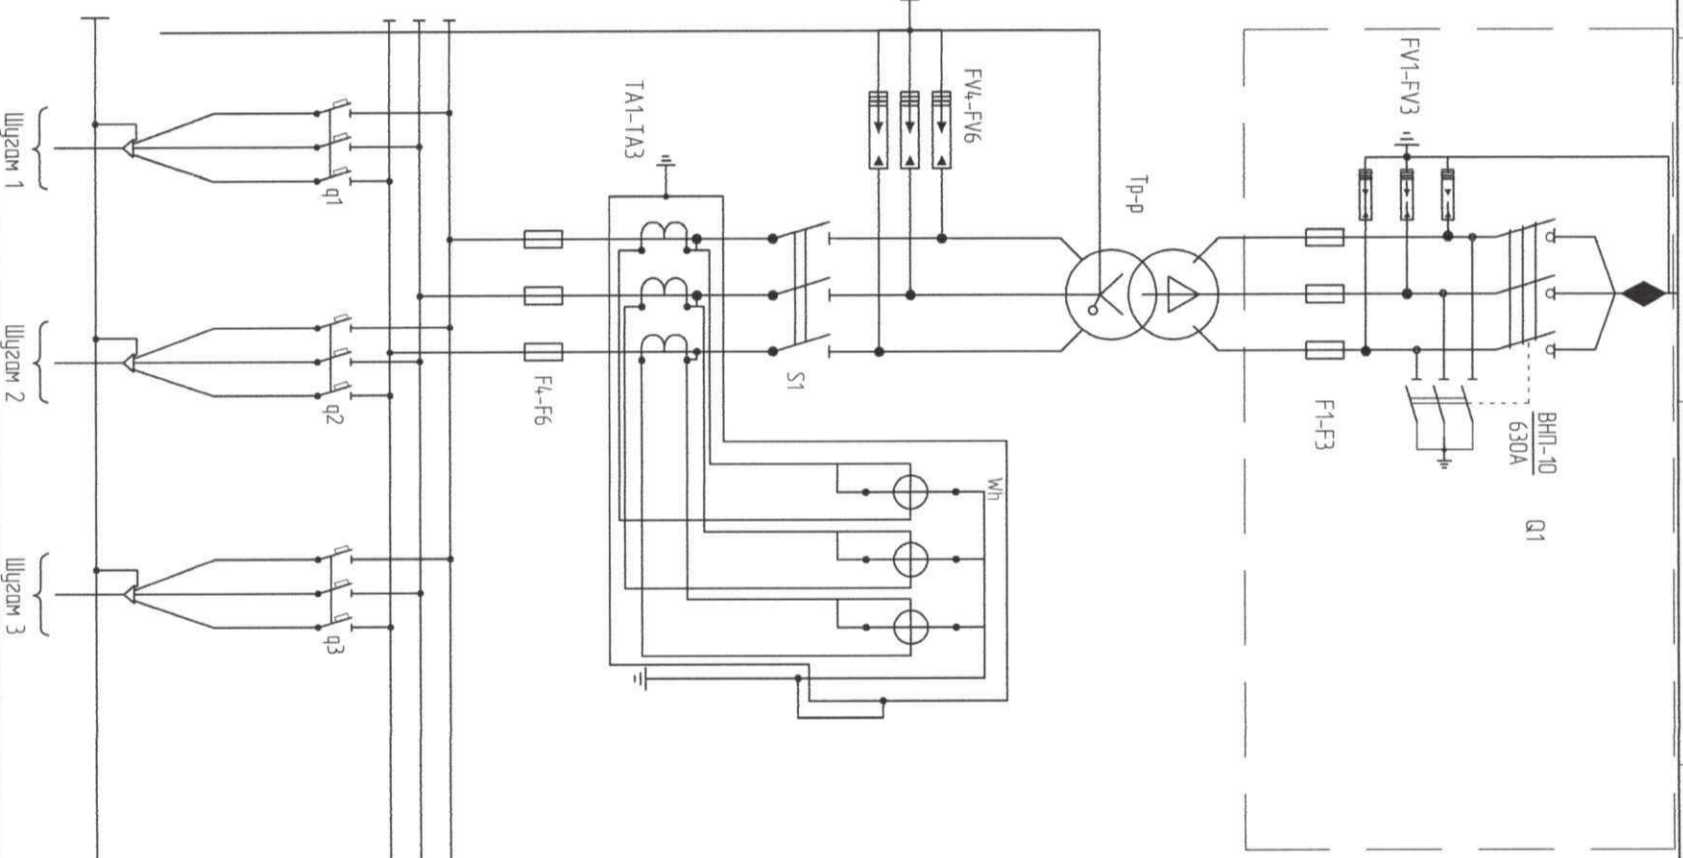 FV1-FV3
ВНП-10
630А
Q1
F1-F3
Тр-р
FV4-FV6
S1
Wh
TA1-TA3
F4-F6
q1
q2
q3
Шугам 1
Шугам 2
Шугам 3